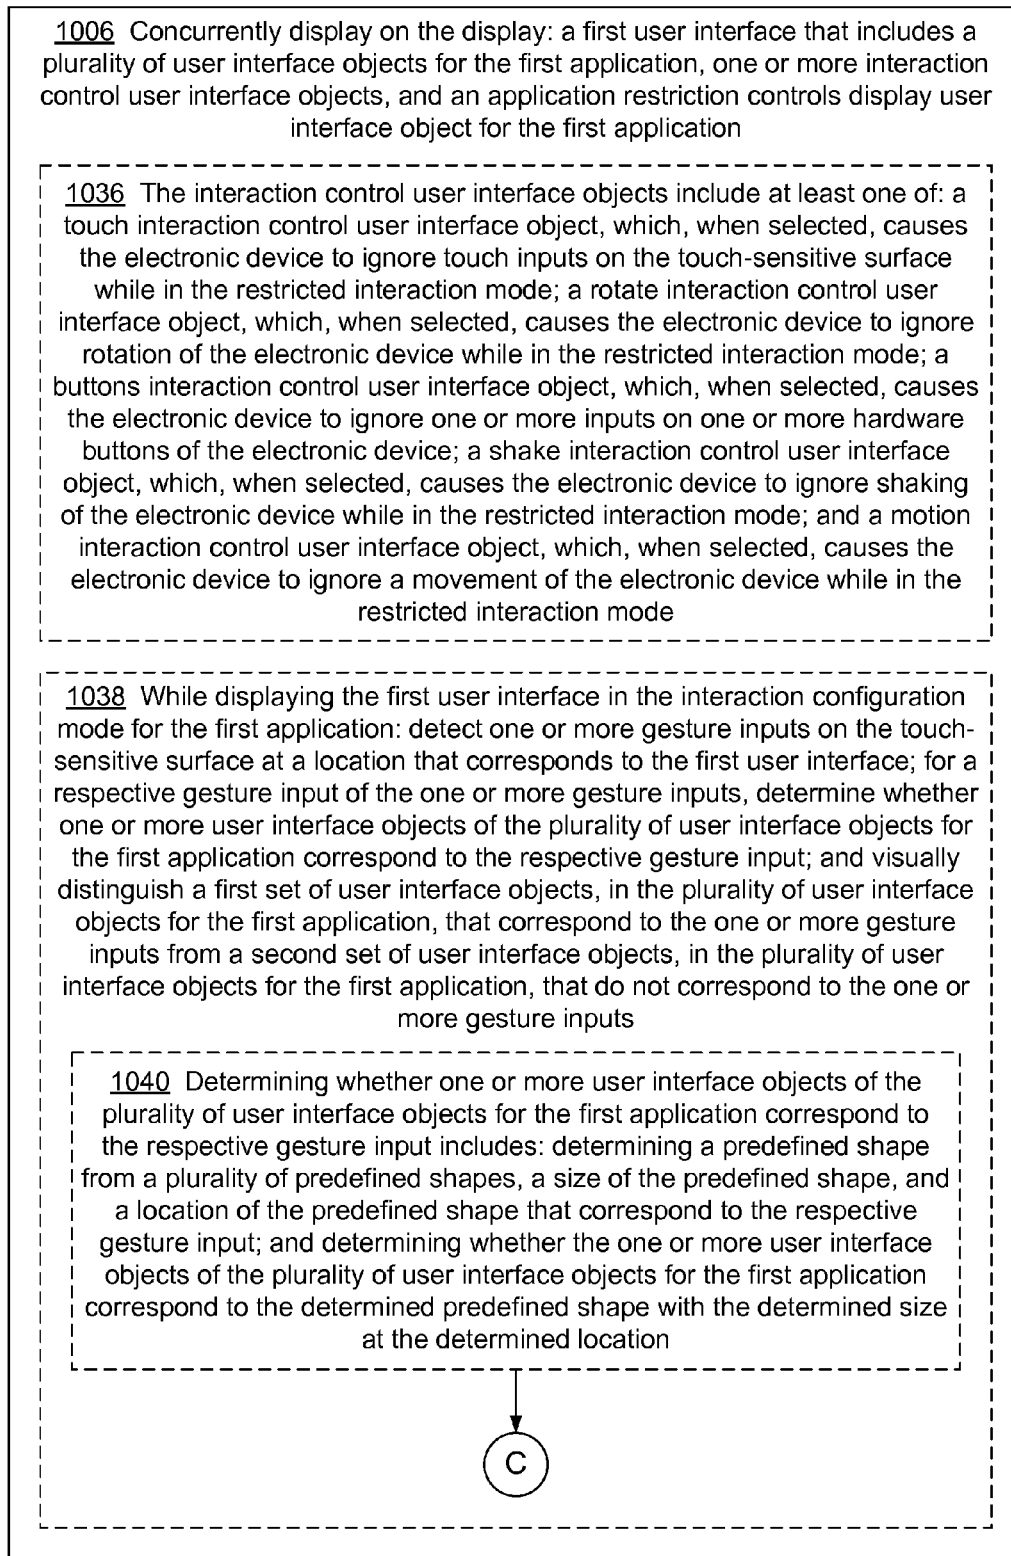 1006 Concurrently display on the display: a first user interface that includes a
plurality of user interface objects for the first application, one or more interaction
control user interface objects, and an application restriction controls display user
interface object for the first application
1036 The interaction control user interface objects include at least one of: a
touch interaction control user interface object, which, when selected, causes
the electronic device to ignore touch inputs on the touch-sensitive surface
while in the restricted interaction mode; a rotate interaction control user
interface object, which, when selected, causes the electronic device to ignore
rotation of the electronic device while in the restricted interaction mode; a
buttons interaction control user interface object, which, when selected, causes
the electronic device to ignore one or more inputs on one or more hardware
buttons of the electronic device; a shake interaction control user interface
object, which, when selected, causes the electronic device to ignore shaking
of the electronic device while in the restricted interaction mode; and a motion
interaction control user interface object, which, when selected, causes the
electronic device to ignore a movement of the electronic device while in the
restricted interaction mode
1038 While displaying the first user interface in the interaction configuration
mode for the first application: detect one or more gesture inputs on the touch-
sensitive surface at a location that corresponds to the first user interface; for a
respective gesture input of the one or more gesture inputs, determine whether
one or more user interface objects of the plurality of user interface objects for
the first application correspond to the respective gesture input; and visually
distinguish a first set of user interface objects, in the plurality of user interface
objects for the first application, that correspond to the one or more gesture
inputs from a second set of user interface objects, in the plurality of user
interface objects for the first application, that do not correspond to the one or
more gesture inputs
1040 Determining whether one or more user interface objects of the
plurality of user interface objects for the first application correspond to
the respective gesture input includes: determining a predefined shape
from a plurality of predefined shapes, a size of the predefined shape, and
a location of the predefined shape that correspond to the respective
gesture input; and determining whether the one or more user interface
objects of the plurality of user interface objects for the first application
correspond to the determined predefined shape with the determined size
at the determined location
C